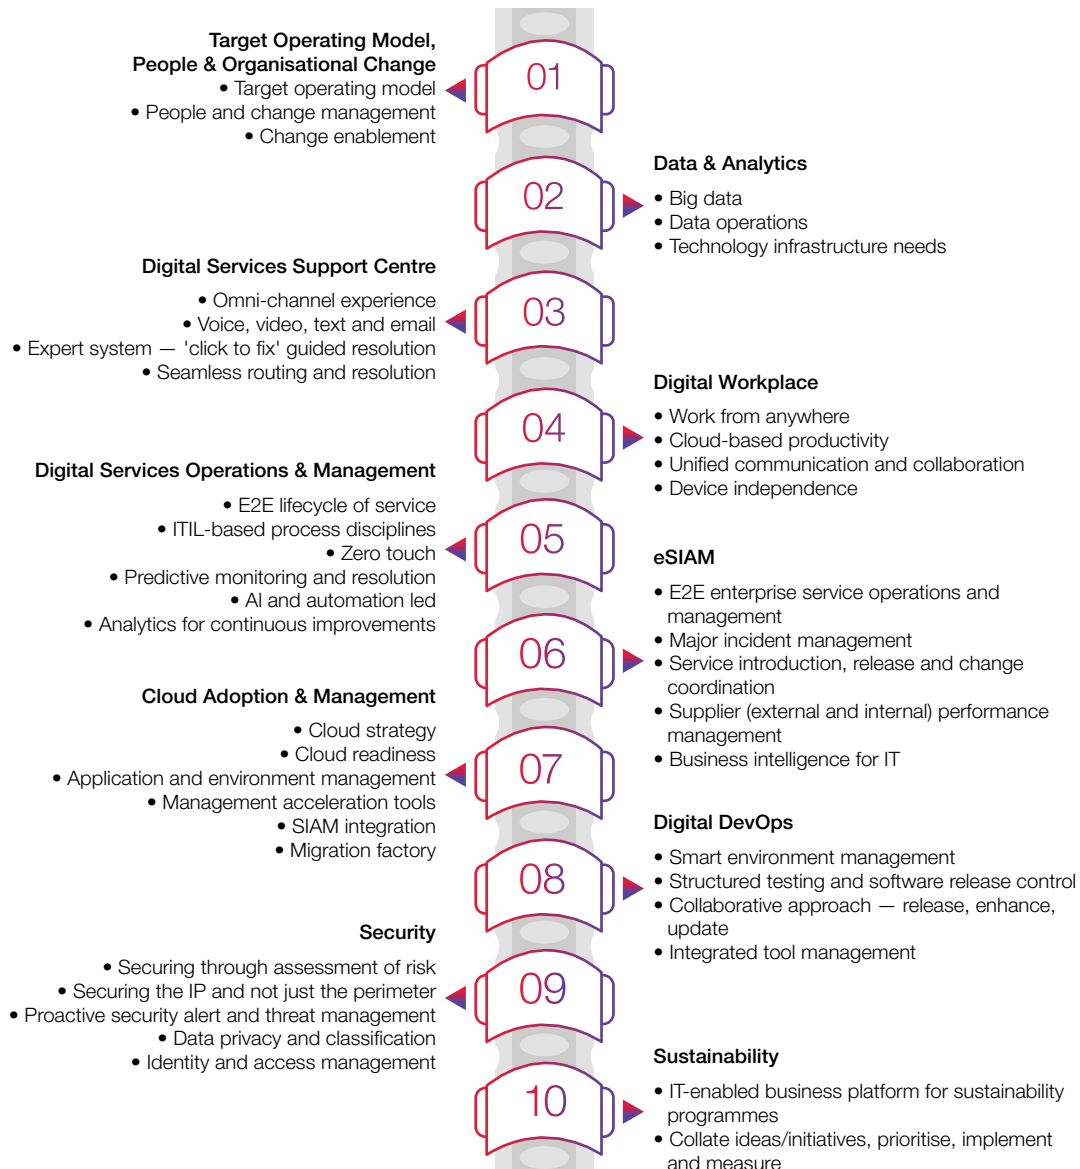 01
Target Operating Model,
People & Organisational Change
• Target operating model
• People and change management
• Change enablement
02
Data & Analytics
• Big data
• Data operations
• Technology infrastructure needs
03
Digital Services Support Centre
• Omni-channel experience
• Voice, video, text and email
• Expert system — 'click to fix' guided resolution
• Seamless routing and resolution
04
Digital Workplace
• Work from anywhere
• Cloud-based productivity
• Unified communication and collaboration
• Device independence
05
Digital Services Operations & Management
• E2E lifecycle of service
• ITIL-based process disciplines
• Zero touch
• Predictive monitoring and resolution
• AI and automation led
• Analytics for continuous improvements
06
eSIAM
• E2E enterprise service operations and
management
• Major incident management
• Service introduction, release and change
coordination
• Supplier (external and internal) performance
management
• Business intelligence for IT
07
Cloud Adoption & Management
• Cloud strategy
• Cloud readiness
• Application and environment management
• Management acceleration tools
• SIAM integration
• Migration factory
08
Digital DevOps
• Smart environment management
• Structured testing and software release control
• Collaborative approach — release, enhance,
update
• Integrated tool management
09
Security
• Securing through assessment of risk
• Securing the IP and not just the perimeter
• Proactive security alert and threat management
• Data privacy and classification
• Identity and access management
10
Sustainability
• IT-enabled business platform for sustainability
programmes
• Collate ideas/initiatives, prioritise, implement
and measure